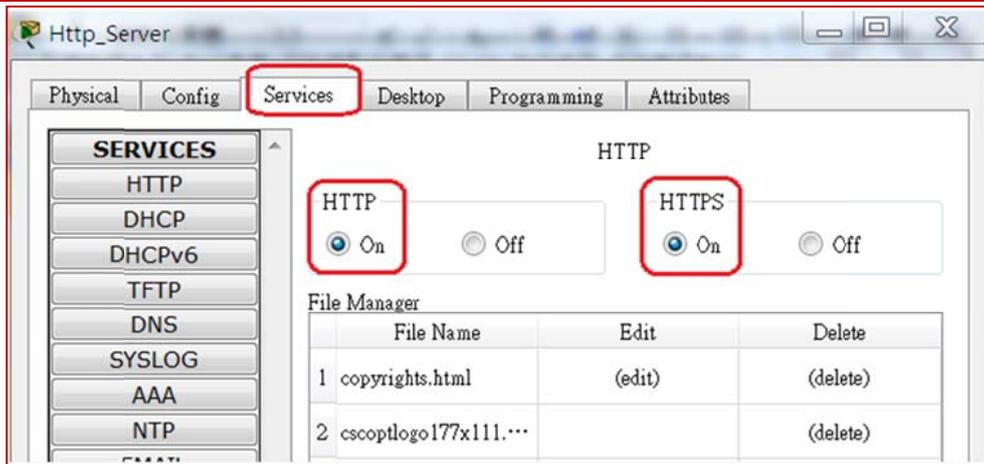 Http_Server
Physical Config Services Desktop Programming Attributes
SERVICES
HTTP
DHCP
DHCPv6
TFTP
DNS
SYSLOG
AAA
NTP
EMAIL
HTTP
HTTP
On Off
HTTPS
On Off
File Manager
File Name Edit Delete
1 copyrights.html (edit) (delete)
2 cscoptlogo177x111.… (delete)